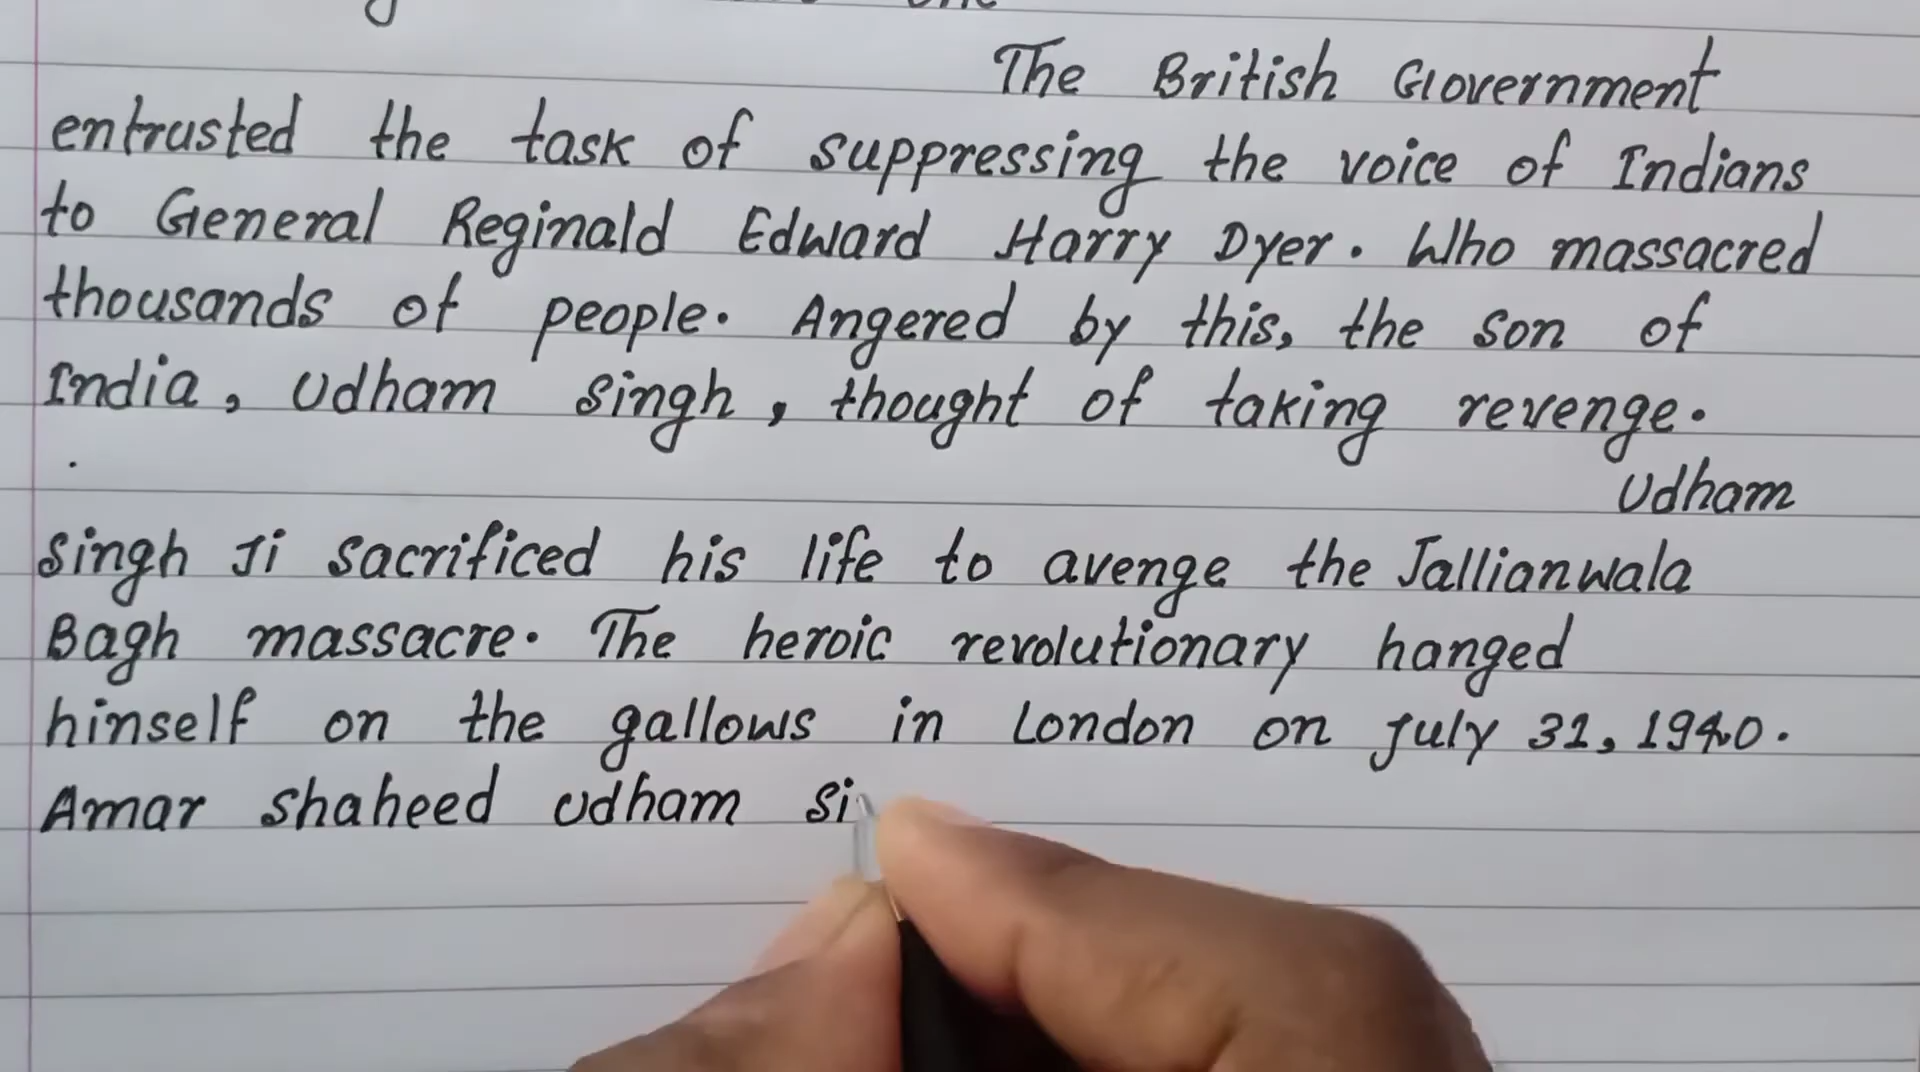 The British Government
entrusted the task of suppressing the voice of Indians
to General Reginald Edward Harry Dyer. Who massacred
thousands of people. Angered by this, the son of
India, Udham Singh, thought of taking revenge.
Udham
Singh Ji sacrificed his life to avenge the Jallianwala
Bagh massacre. The heroic revolutionary hanged
hinself on the gallows in London on July 31, 1940.
Amar shaheed Udham Si